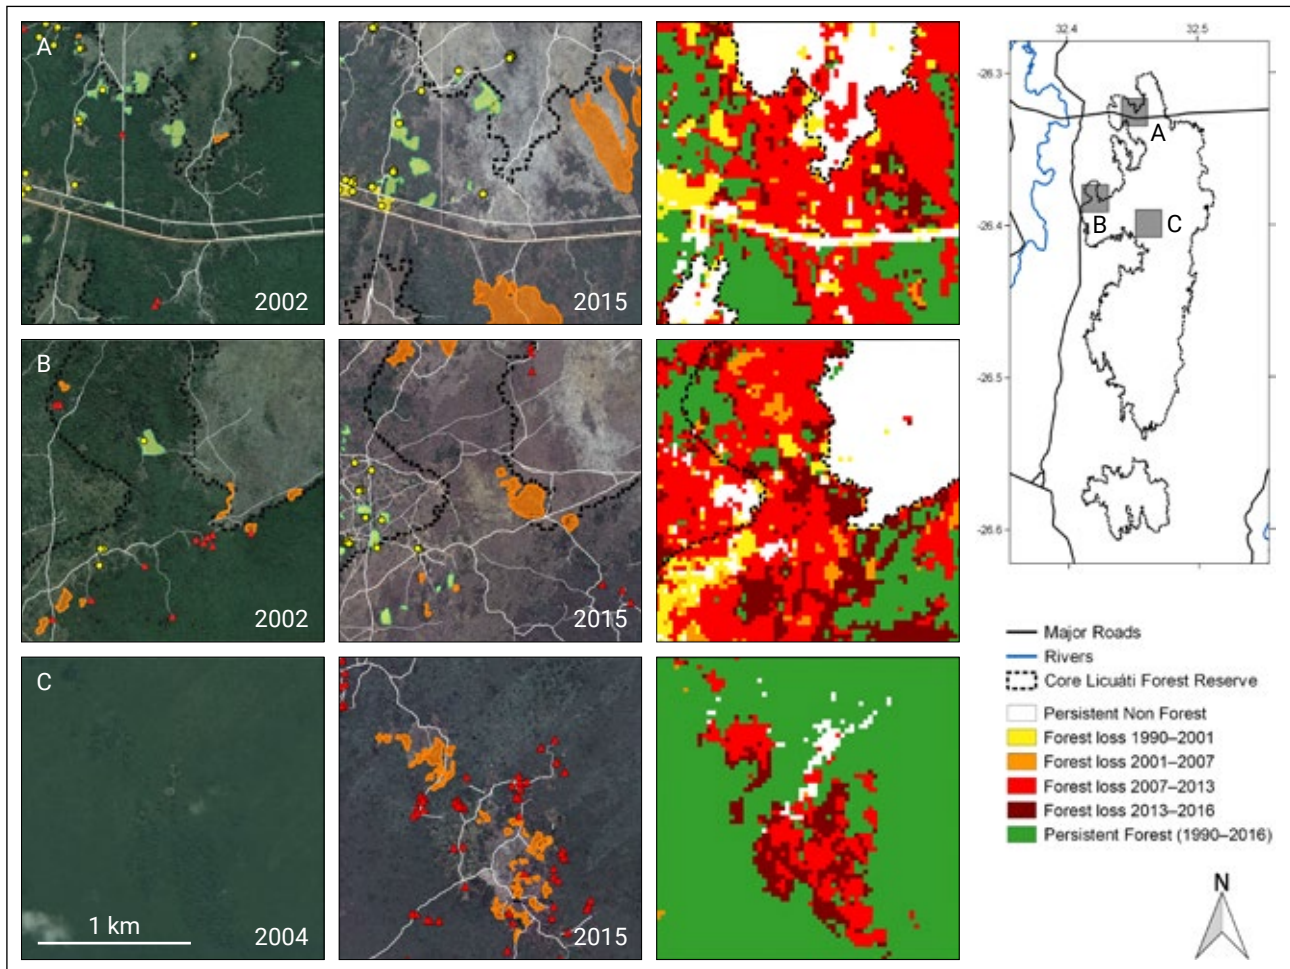 A
2002
2015
B
2002
2015
C
1 km
2004
2015
32.4
32.5
-26.3
-26.4
-26.5
-26.6
A
B
C
Major Roads
Rivers
Core Licuáti Forest Reserve
Persistent Non Forest
Forest loss 1990–2001
Forest loss 2001–2007
Forest loss 2007–2013
Forest loss 2013–2016
Persistent Forest (1990–2016)
N